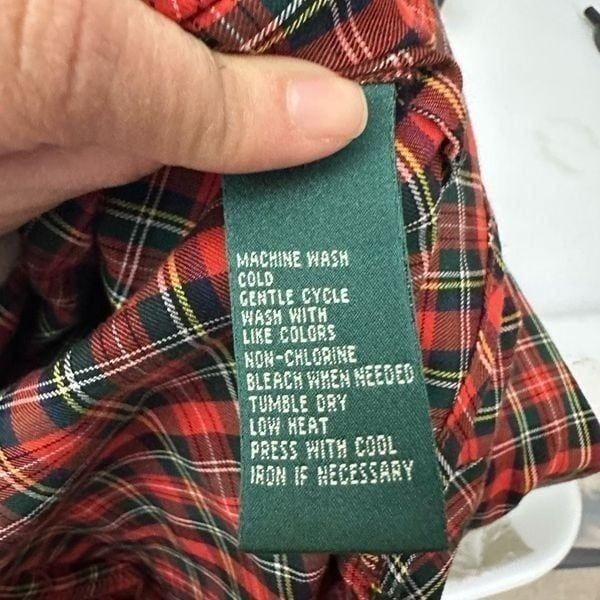 MACHINE WASH
COLD
GENTLE CYCLE
WASH WITH
LIKE COLORS
NON-CHLORINE
BLEACH WHEN NEEDED
TUMBLE DRY
LOW HEAT
PRESS WITH COOL
IRON IF NECESSARY